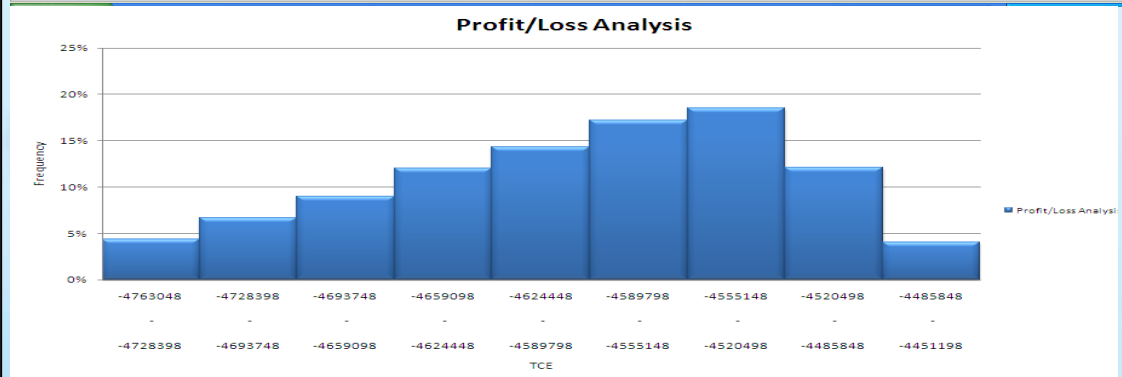 Profit/Loss Analysis
25%
20%
15%
10%
5%
0%
Frequency
-4763048 -4728398 -4693748 -4659098 -4624448 -4589798 -4555148 -4520498 -4485848
- - - - - - - - -
-4728398 -4693748 -4659098 -4624448 -4589798 -4555148 -4520498 -4485848 -4451198
TCE
Profit/Loss Analysi